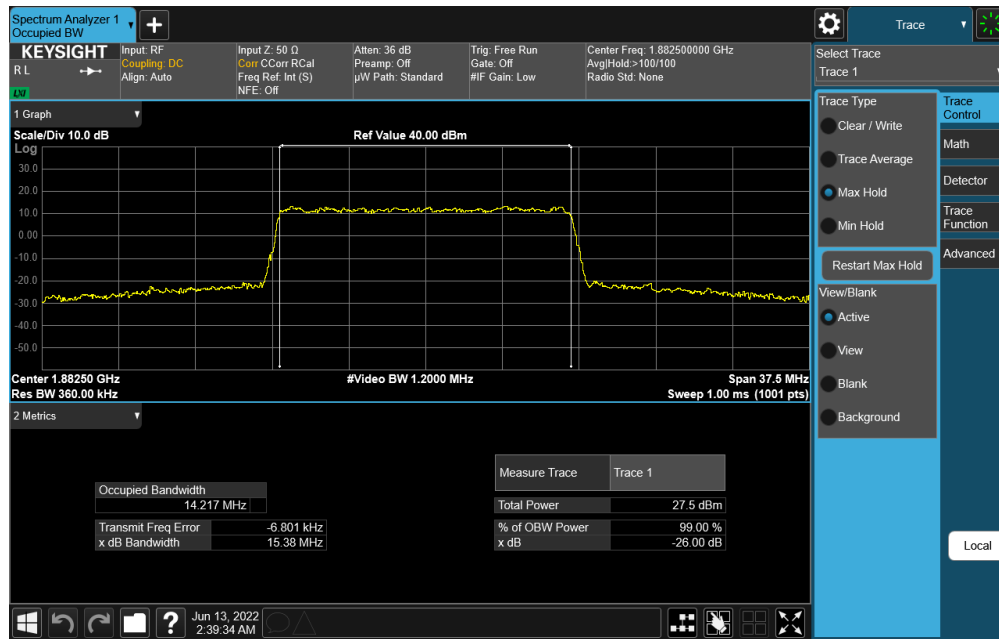 Spectrum Analyzer 1
Occupied BW
Trace
KEYSIGHT
R L
LXI
Input: RF
Coupling: DC
Align: Auto
Input Z: 50 Ω
Corr CCorr RCal
Freq Ref: Int (S)
NFE: Off
Atten: 36 dB
Preamp: Off
µW Path: Standard
Trig: Free Run
Gate: Off
#IF Gain: Low
Center Freq: 1.882500000 GHz
Avg|Hold:>100/100
Radio Std: None
Select Trace
Trace 1
1 Graph
Scale/Div 10.0 dB
Ref Value 40.00 dBm
Log
30.0
20.0
10.0
0.00
-10.0
-20.0
-30.0
-40.0
-50.0
Center 1.88250 GHz
#Video BW 1.2000 MHz
Span 37.5 MHz
Res BW 360.00 kHz
Sweep 1.00 ms (1001 pts)
2 Metrics
Occupied Bandwidth
14.217 MHz
Transmit Freq Error -6.801 kHz
x dB Bandwidth 15.38 MHz
Measure Trace Trace 1
Total Power 27.5 dBm
% of OBW Power 99.00 %
x dB -26.00 dB
Trace Type
Clear / Write
Trace Average
Max Hold
Min Hold
Restart Max Hold
View/Blank
Active
View
Blank
Background
Trace
Control
Math
Detector
Trace
Function
Advanced
Local
?
Jun 13, 2022
2:39:34 AM